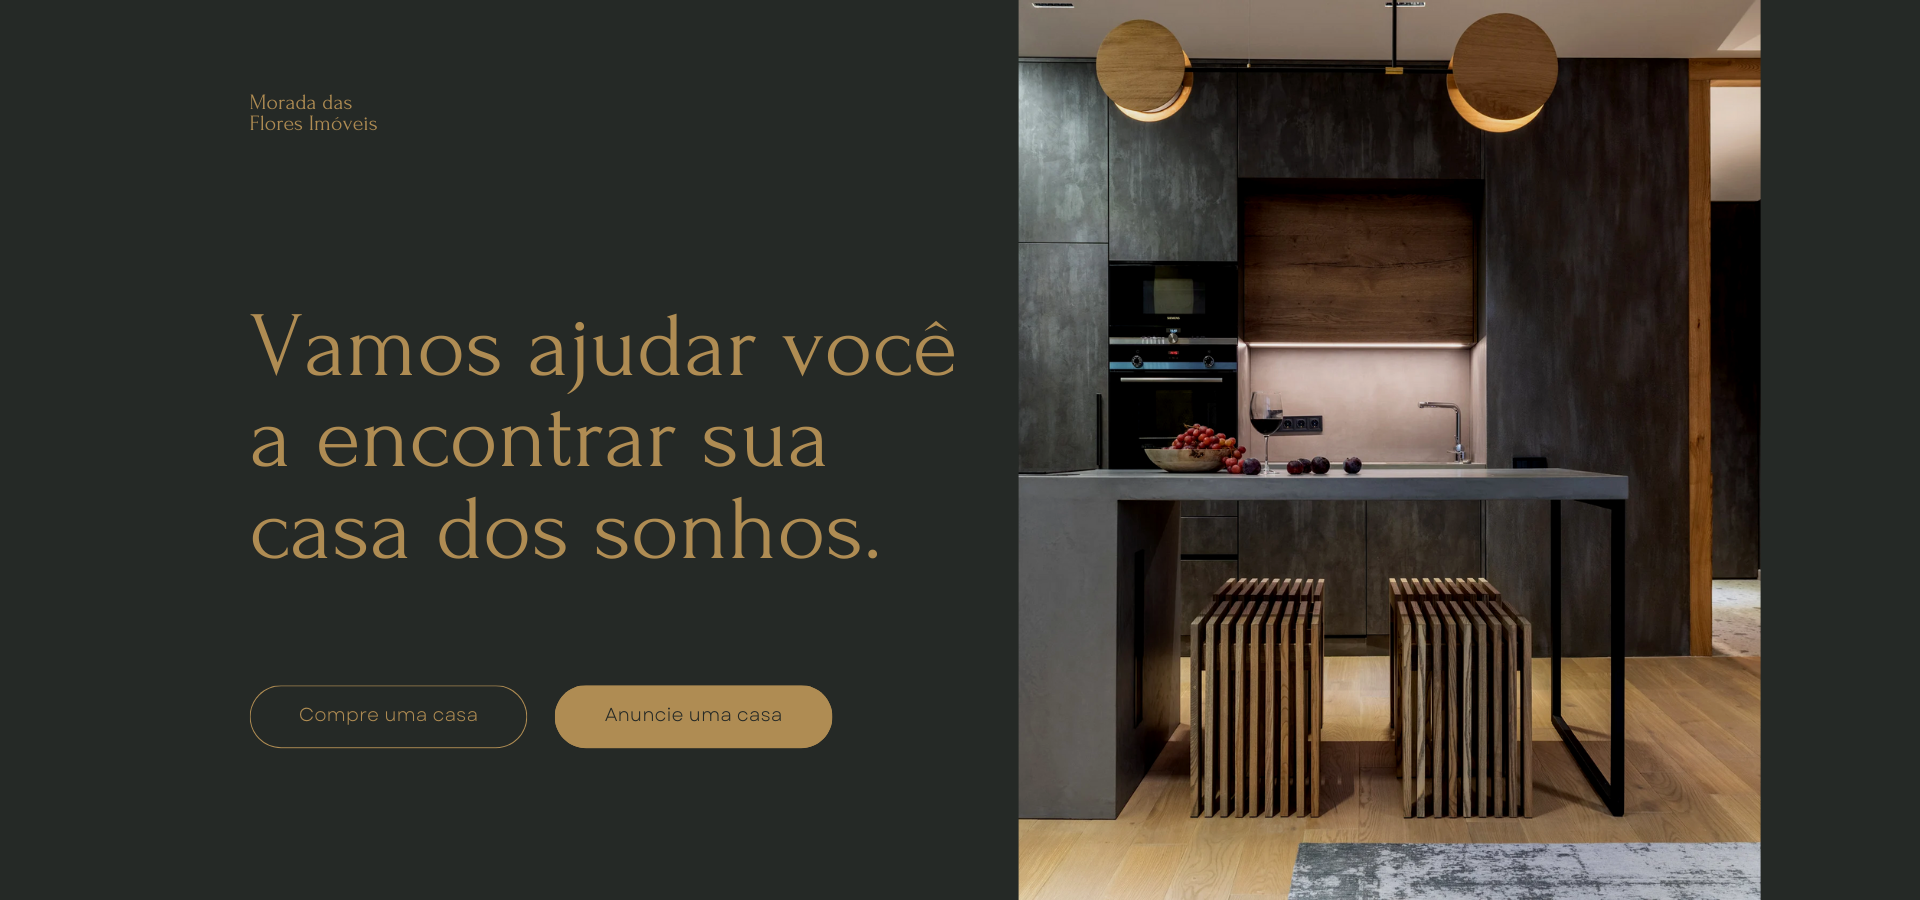 Morada das
Flores Imóveis
Vamos ajudar você
a encontrar sua
casa dos sonhos.
Compre uma casa
Anuncie uma casa